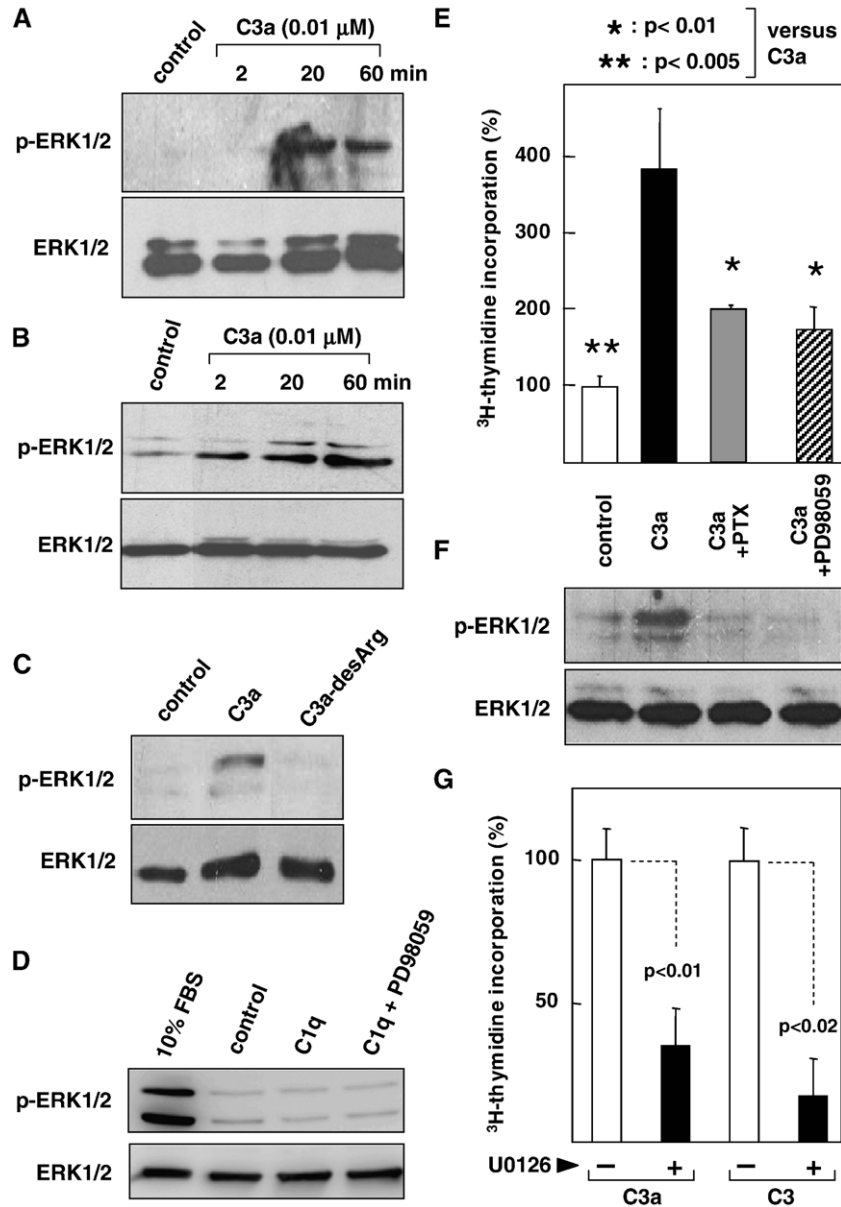 A
control
C3a (0.01 µM)
2 20 60 min
p-ERK1/2
ERK1/2
B
control
C3a (0.01 µM)
2 20 60 min
p-ERK1/2
ERK1/2
C
control
C3a
C3a-desArg
p-ERK1/2
ERK1/2
D
10% FBS
control
C1q
C1q + PD98059
p-ERK1/2
ERK1/2
E
* : p< 0.01
** : p< 0.005
versus
C3a
³H-thymidine incorporation (%)
400
300
200
100
**
*
*
control
C3a
C3a
+PTX
C3a
+PD98059
F
p-ERK1/2
ERK1/2
G
³H-thymidine incorporation (%)
100
50
p<0.01
p<0.02
U0126 ► − + − +
C3a C3